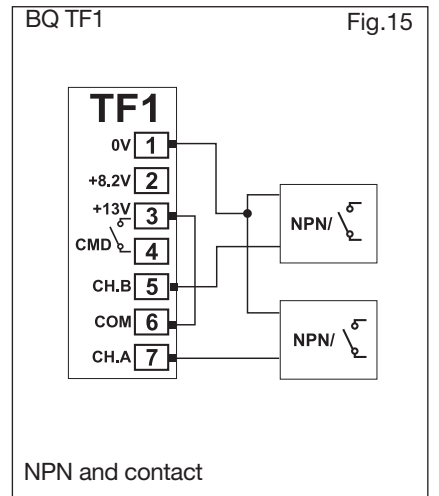 BQ TF1 Fig.15
TF1
0V 1
+8.2V 2
+13V 3
CMD 4
CH.B 5
COM 6
CH.A 7
NPN/
NPN/
NPN and contact